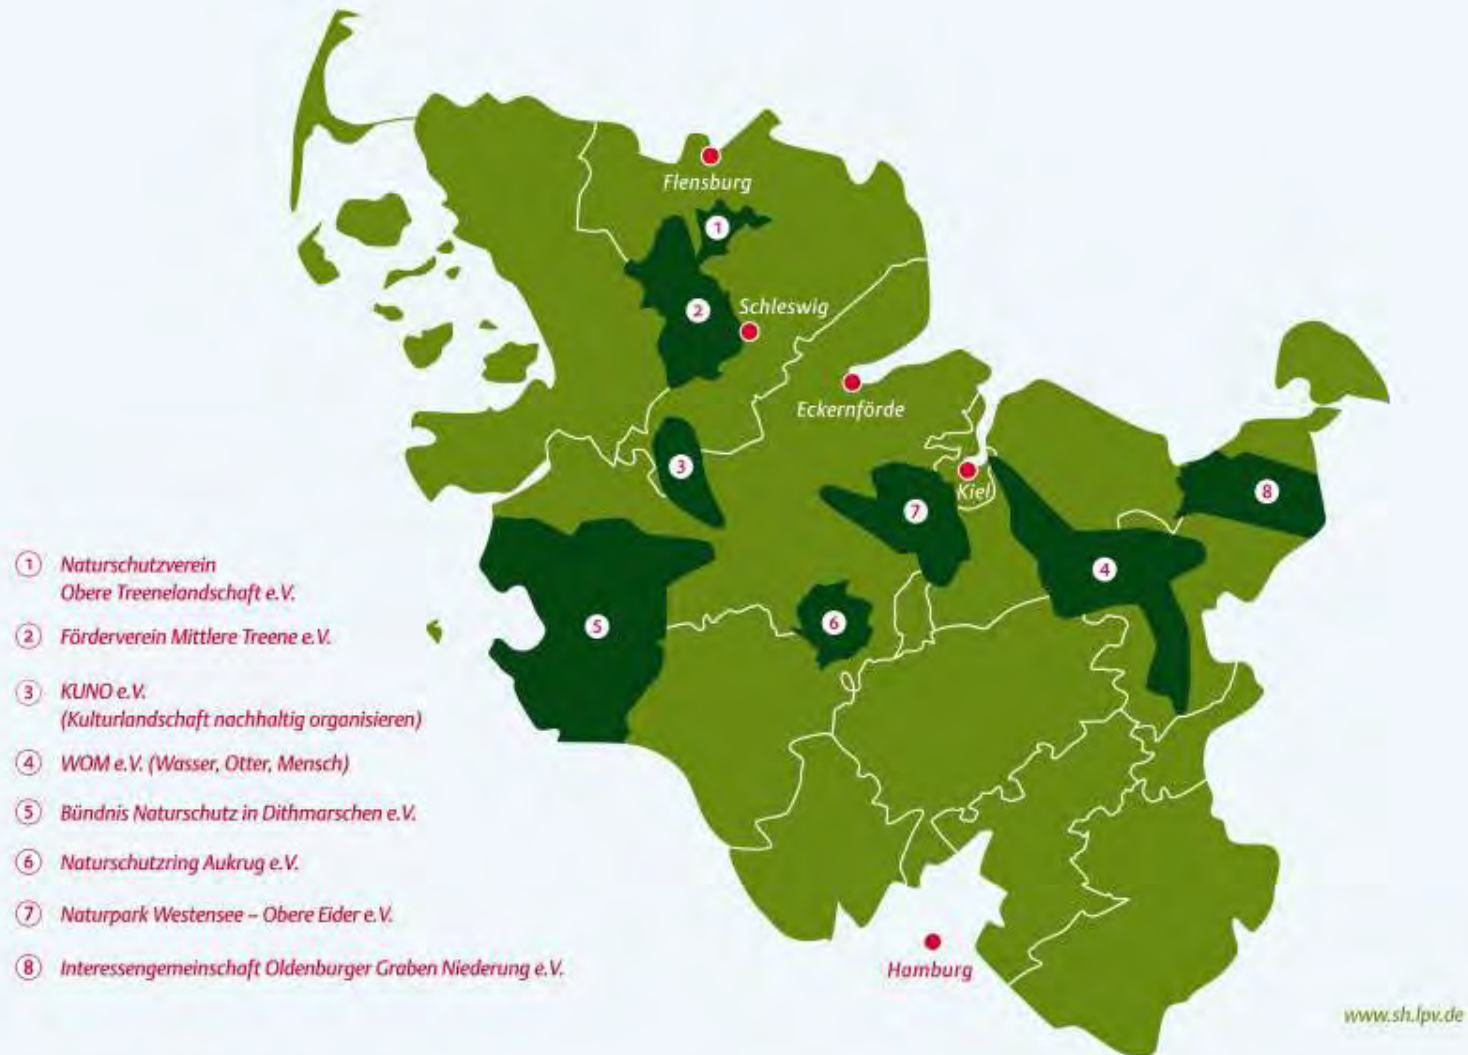 Flensburg
1
2
Schleswig
Eckernförde
3
Kiel
7
8
4
5
6
Hamburg
1 Naturschutzverein
Obere Treenelandschaft e.V.
2 Förderverein Mittlere Treene e.V.
3 KUNO e.V.
(Kulturlandschaft nachhaltig organisieren)
4 WOM e.V. (Wasser, Otter, Mensch)
5 Bündnis Naturschutz in Dithmarschen e.V.
6 Naturschutzring Aukrug e.V.
7 Naturpark Westensee – Obere Eider e.V.
8 Interessengemeinschaft Oldenburger Graben Niederung e.V.
www.sh.lpv.de